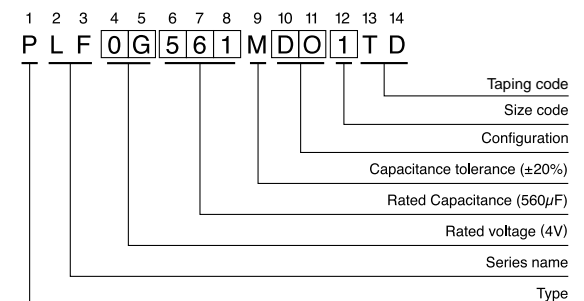 1 2 3 4 5 6 7 8 9 10 11 12 13 14
P L F 0 G 5 6 1 M D O 1 T D
Taping code
Size code
Configuration
Capacitance tolerance (±20%)
Rated Capacitance (560µF)
Rated voltage (4V)
Series name
Type